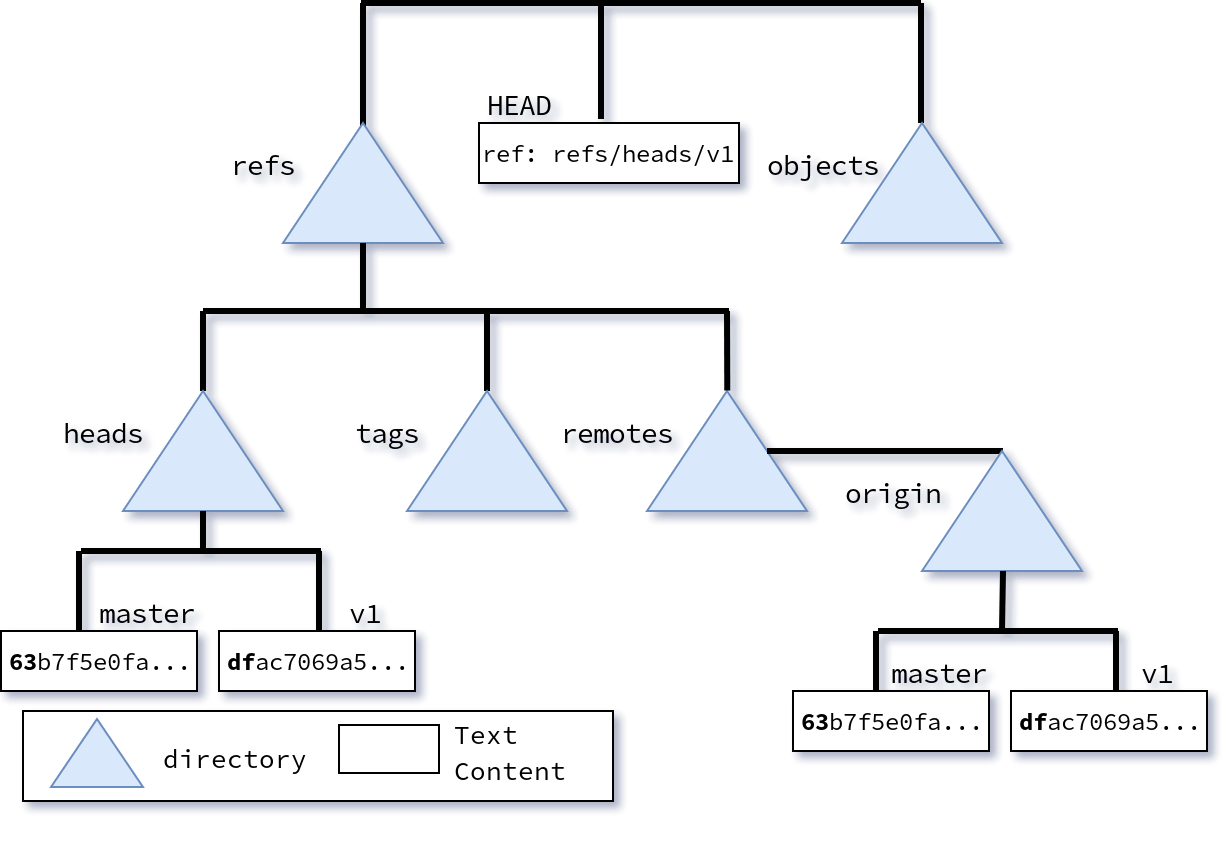 HEAD
ref: refs/heads/v1
refs
objects
heads
tags
remotes
origin
master
v1
63b7f5e0fa...
dfac7069a5...
master
v1
63b7f5e0fa...
dfac7069a5...
directory
Text
Content